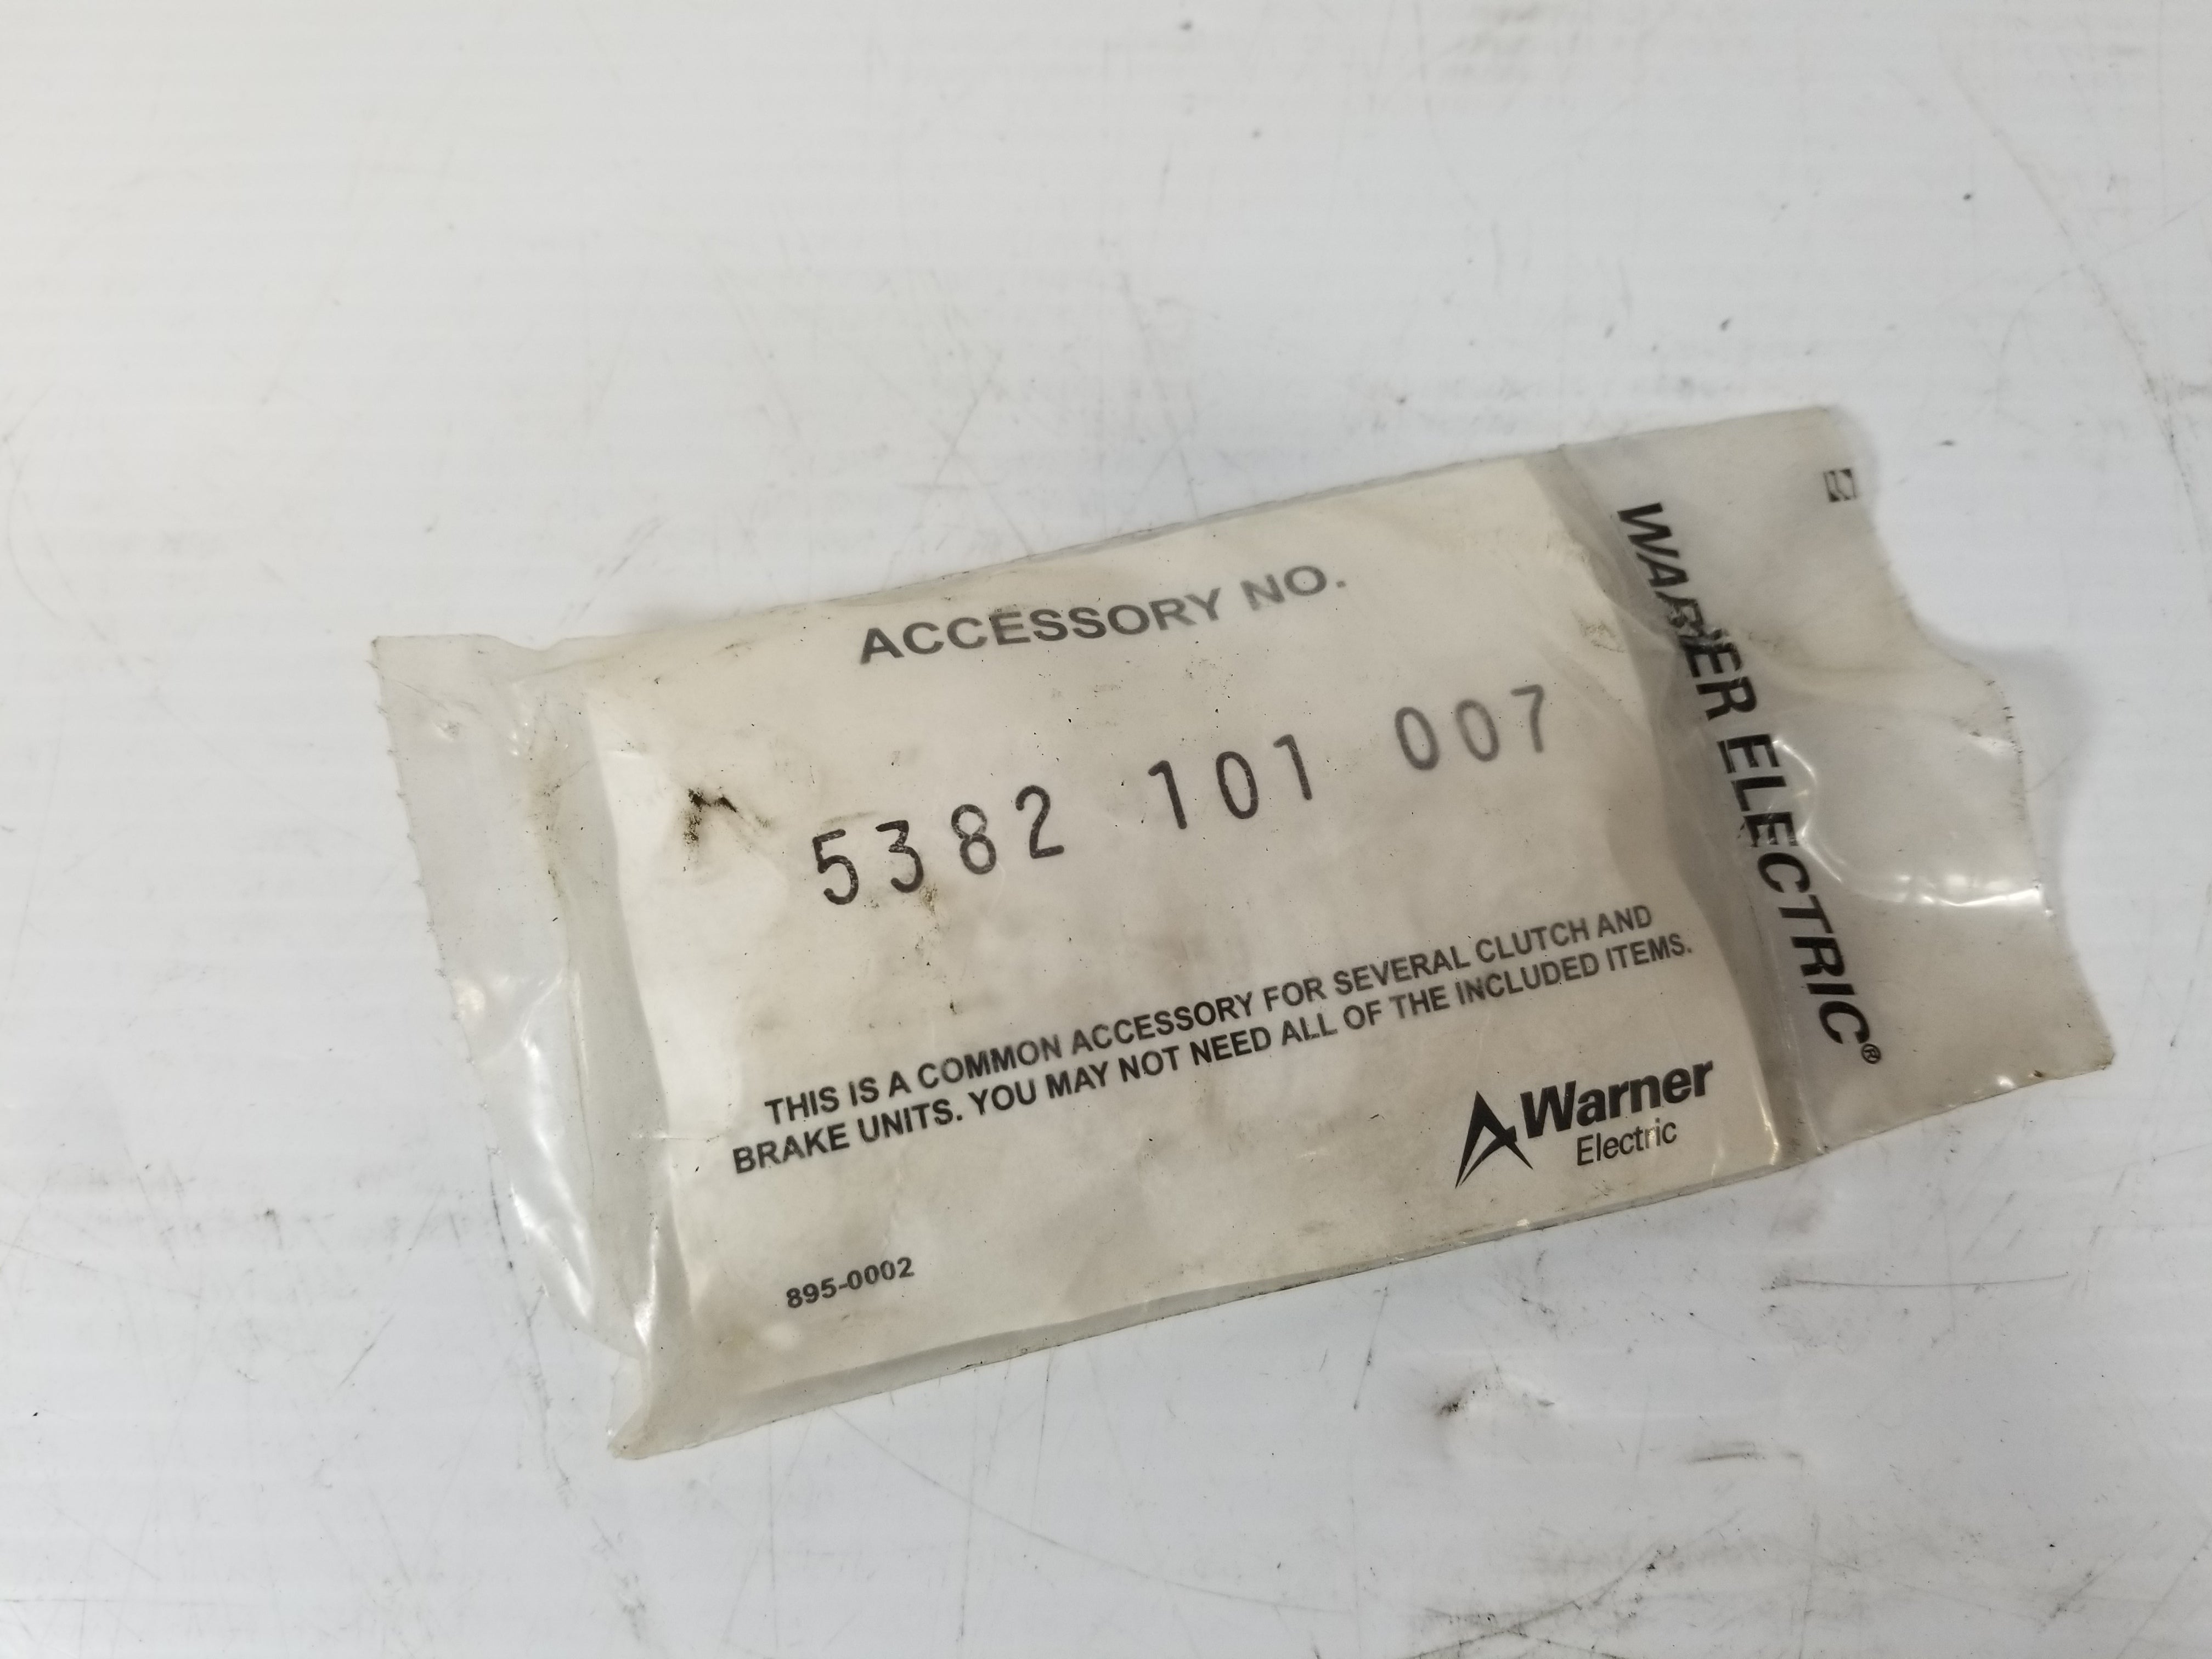 ACCESSORY NO.
5382 101 007
THIS IS A COMMON ACCESSORY FOR SEVERAL CLUTCH AND
BRAKE UNITS. YOU MAY NOT NEED ALL OF THE INCLUDED ITEMS.
Warner
Electric
895-0002
WARNER ELECTRIC®